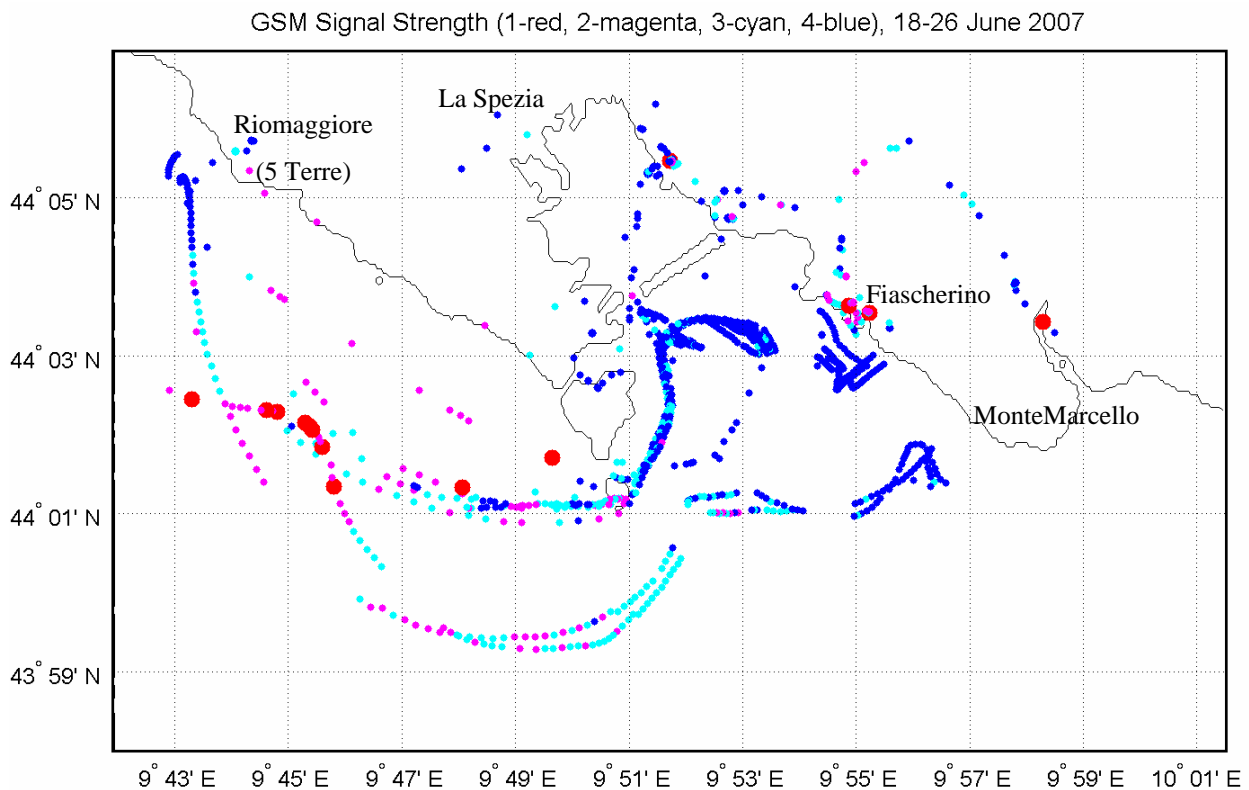 GSM Signal Strength (1-red, 2-magenta, 3-cyan, 4-blue), 18-26 June 2007
La Spezia
Riomaggiore
(5 Terre)
Fiascherino
MonteMarcello
44° 05' N
44° 03' N
44° 01' N
43° 59' N
9° 43' E 9° 45' E 9° 47' E 9° 49' E 9° 51' E 9° 53' E 9° 55' E 9° 57' E 9° 59' E 10° 01' E